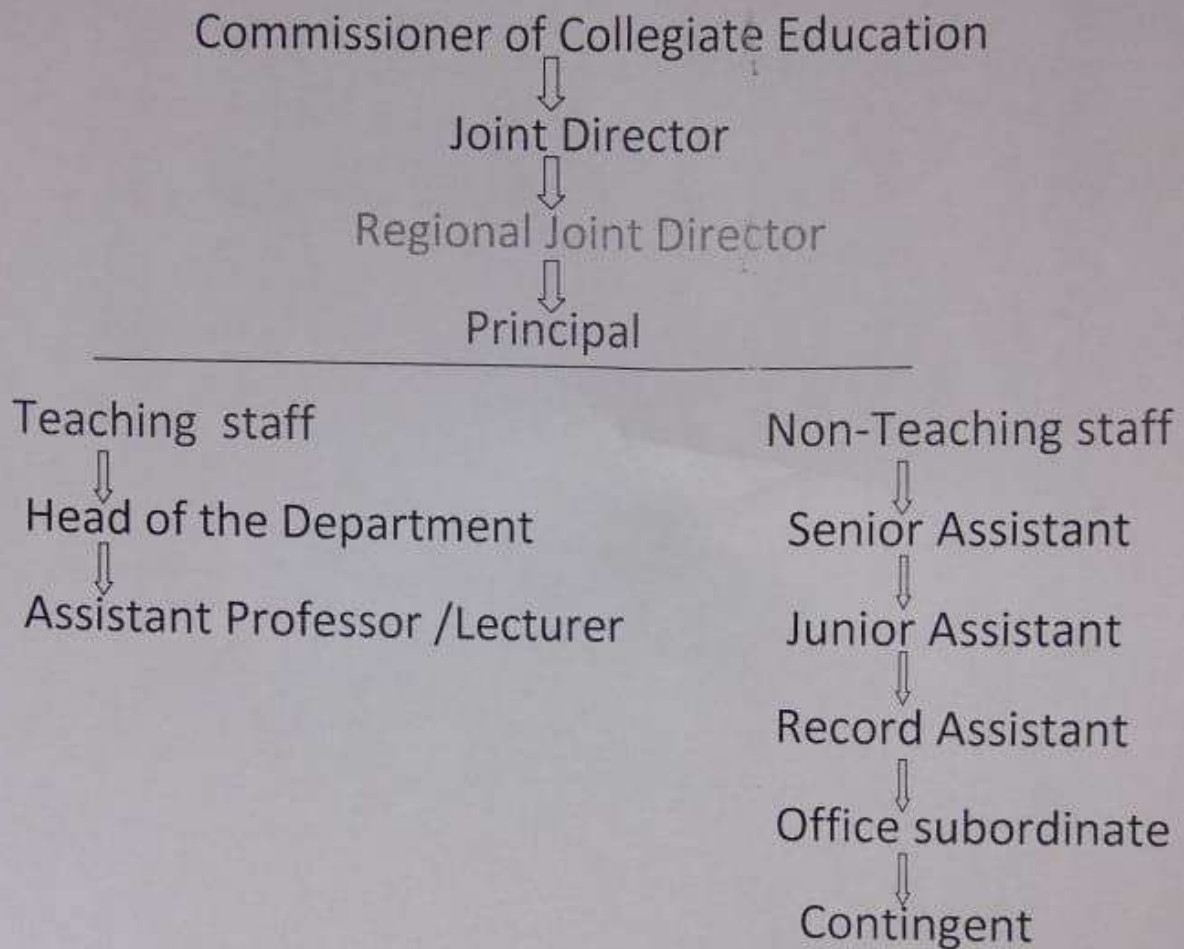 Commissioner of Collegiate Education
Joint Director
Regional Joint Director
Principal
Teaching staff
Head of the Department
Assistant Professor /Lecturer
Non-Teaching staff
Senior Assistant
Junior Assistant
Record Assistant
Office subordinate
Contingent